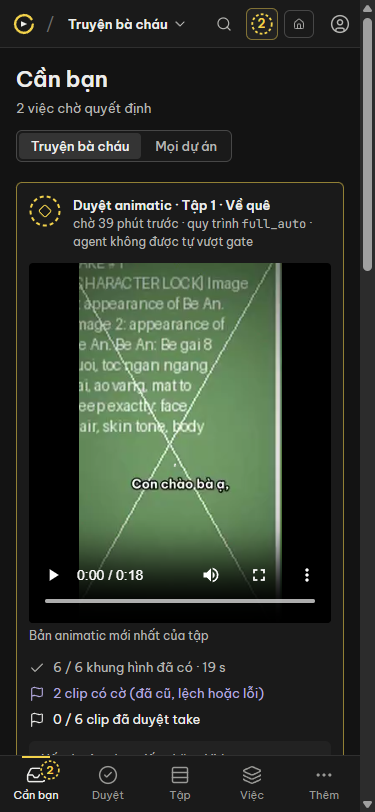 / Truyện bà cháu
2
Cần bạn
2 việc chờ quyết định
Truyện bà cháu Mọi dự án
Duyệt animatic · Tập 1 · Về quê
chờ 39 phút trước · quy trình full_auto ·
agent không được tự vượt gate
HARACTER LOCK] Image
: appearance of Be An.
mage 2: appearance of
e An. Be An: Be gai 8
uoi, toc ngan ngang
ai, ao vang, mat to
eep exactly: face,
air, skin tone, body
Con chào bà ạ,
0:00 / 0:18
Bản animatic mới nhất của tập
6 / 6 khung hình đã có · 19 s
2 clip có cờ (đã cũ, lệch hoặc lỗi)
0 / 6 clip đã duyệt take
2
Cần bạn Duyệt Tập Việc Thêm